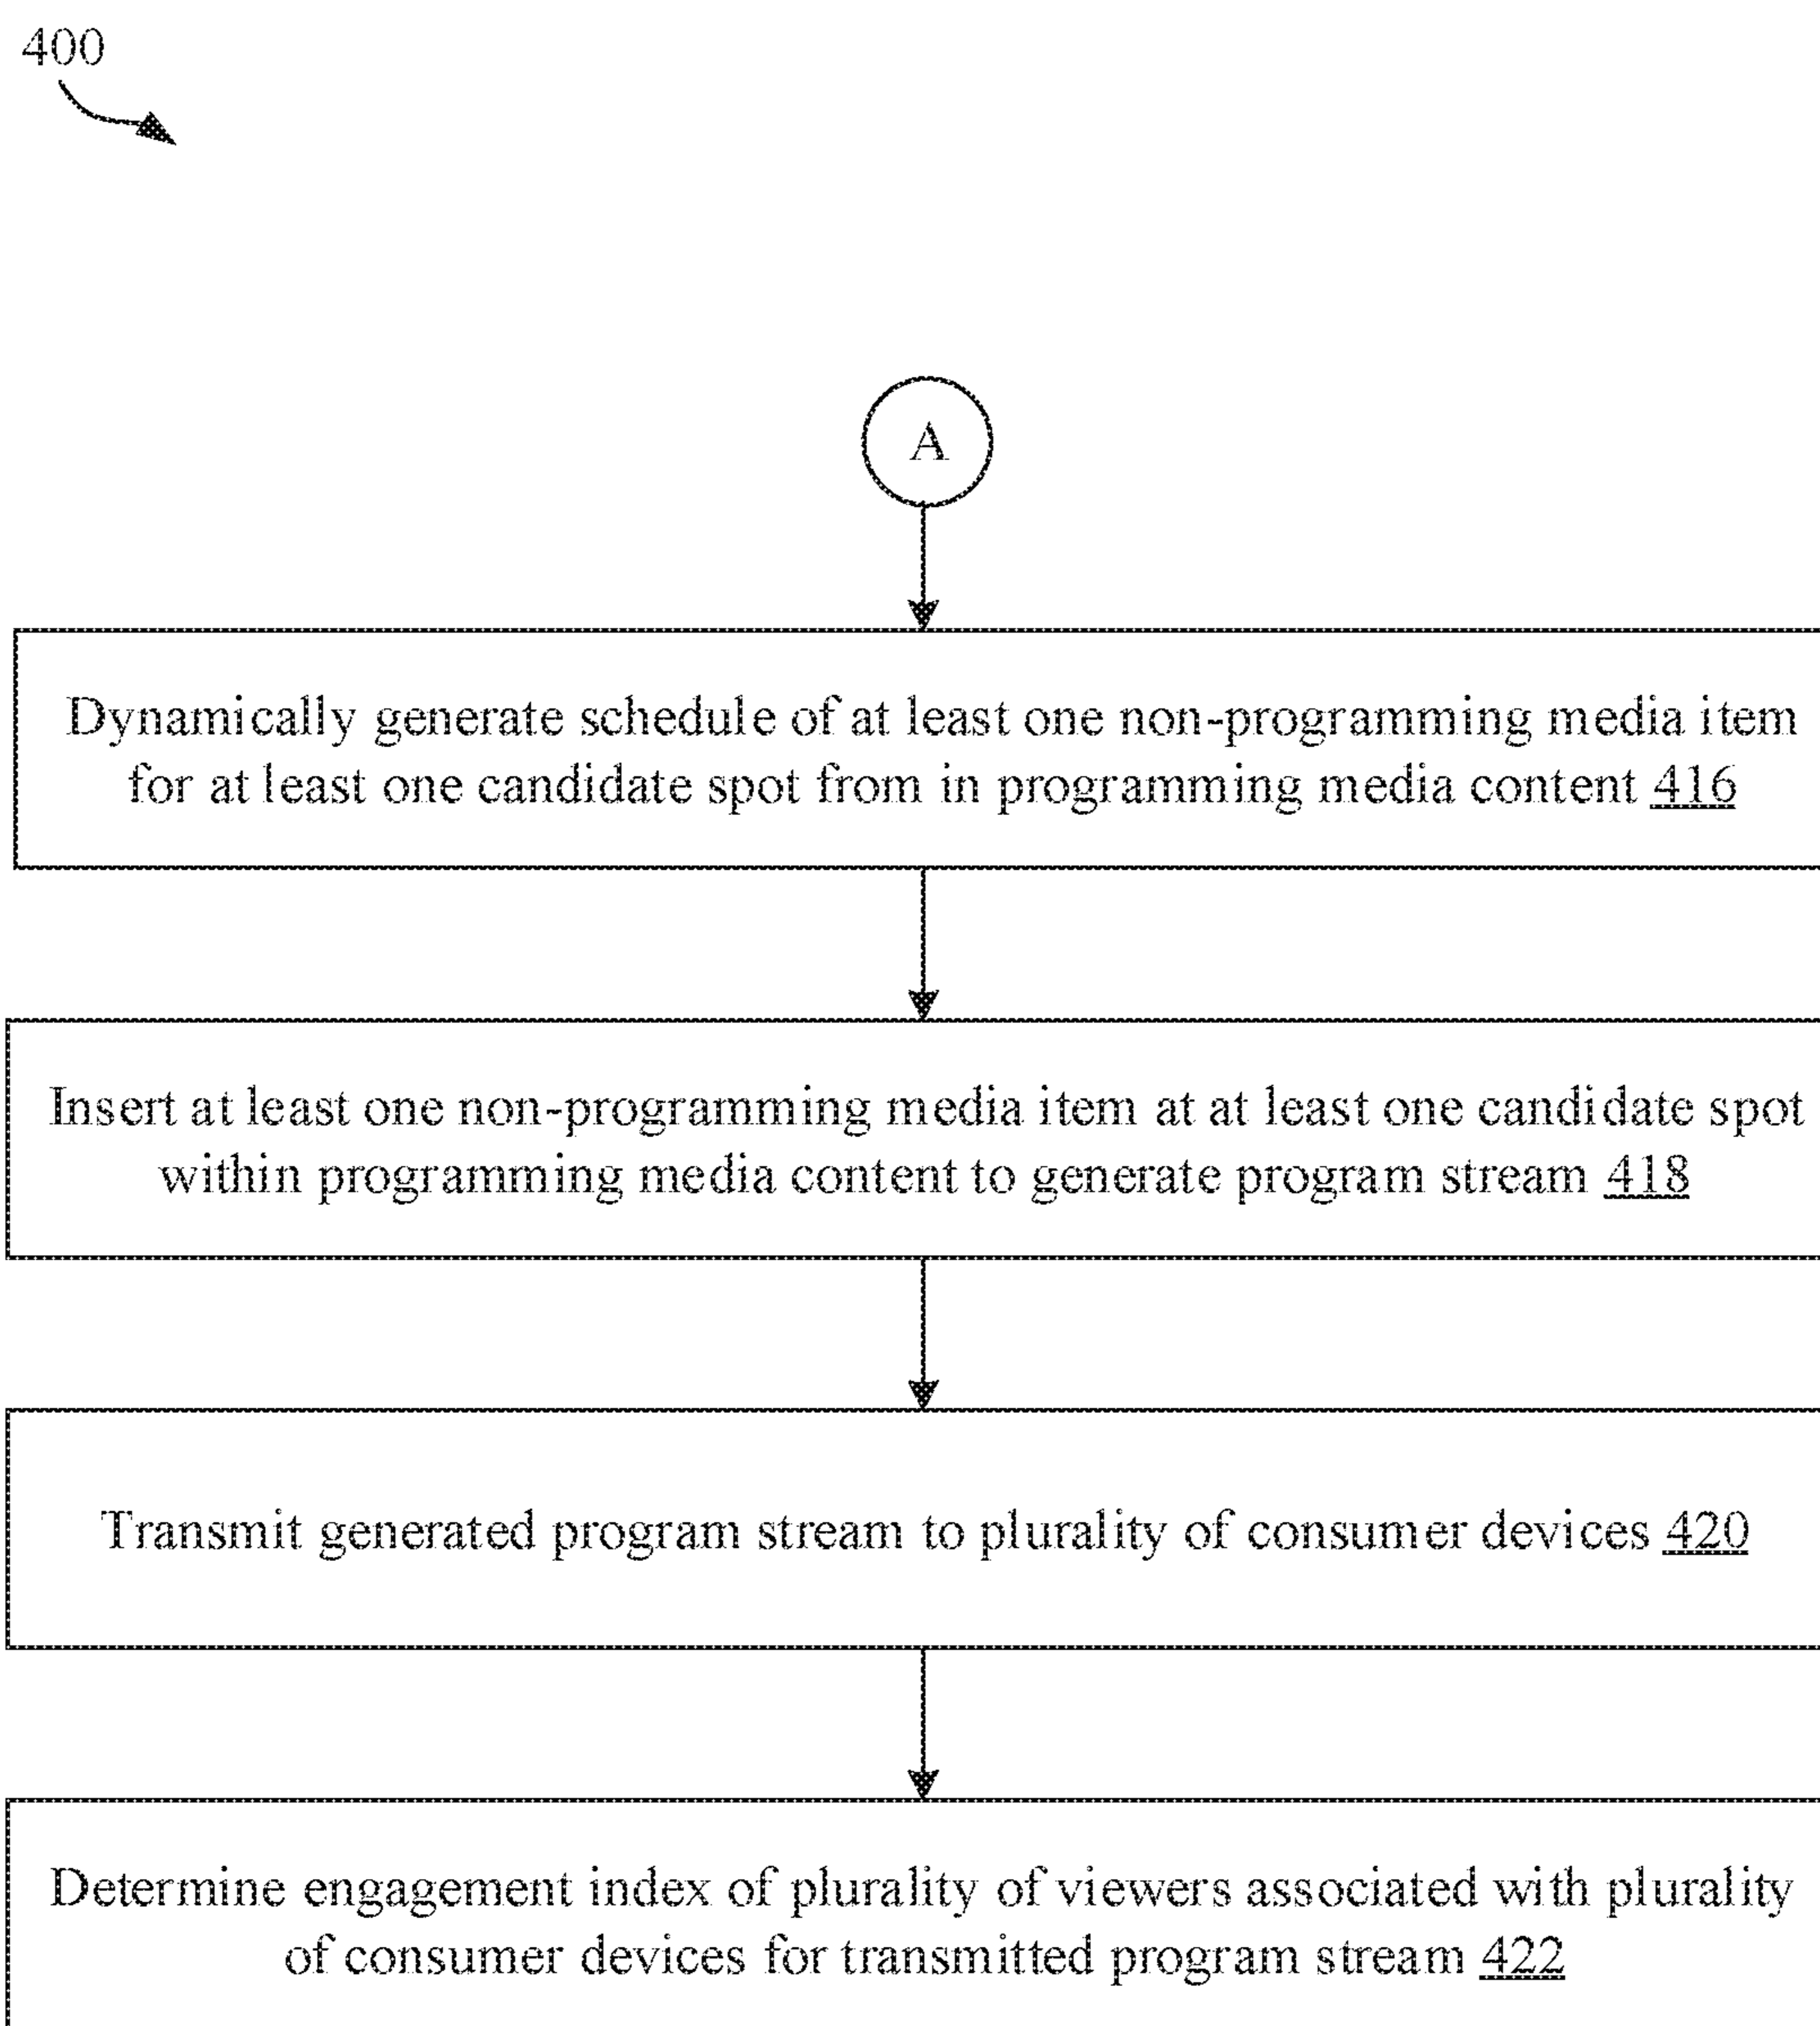 400
A
Dynamically generate schedule of at least one non-programming media item
for at least one candidate spot from in programming media content 416
Insert at least one non-programming media item at at least one candidate spot
within programming media content to generate program stream 418
Transmit generated program stream to plurality of consumer devices 420
Determine engagement index of plurality of viewers associated with plurality
of consumer devices for transmitted program stream 422